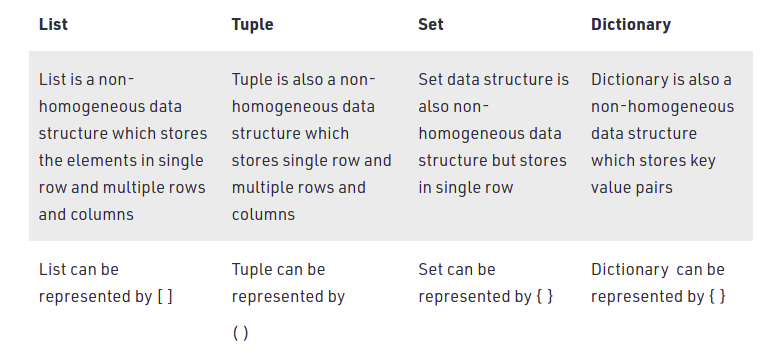 List Tuple Set Dictionary
List is a non-
homogeneous data
structure which stores
the elements in single
row and multiple rows
and columns
Tuple is also a non-
homogeneous data
structure which
stores single row and
multiple rows and
columns
Set data structure is
also non-
homogeneous data
structure but stores
in single row
Dictionary is also a
non-homogeneous
data structure
which stores key
value pairs
List can be
represented by [ ]
Tuple can be
represented by
( )
Set can be
represented by { }
Dictionary can be
represented by { }